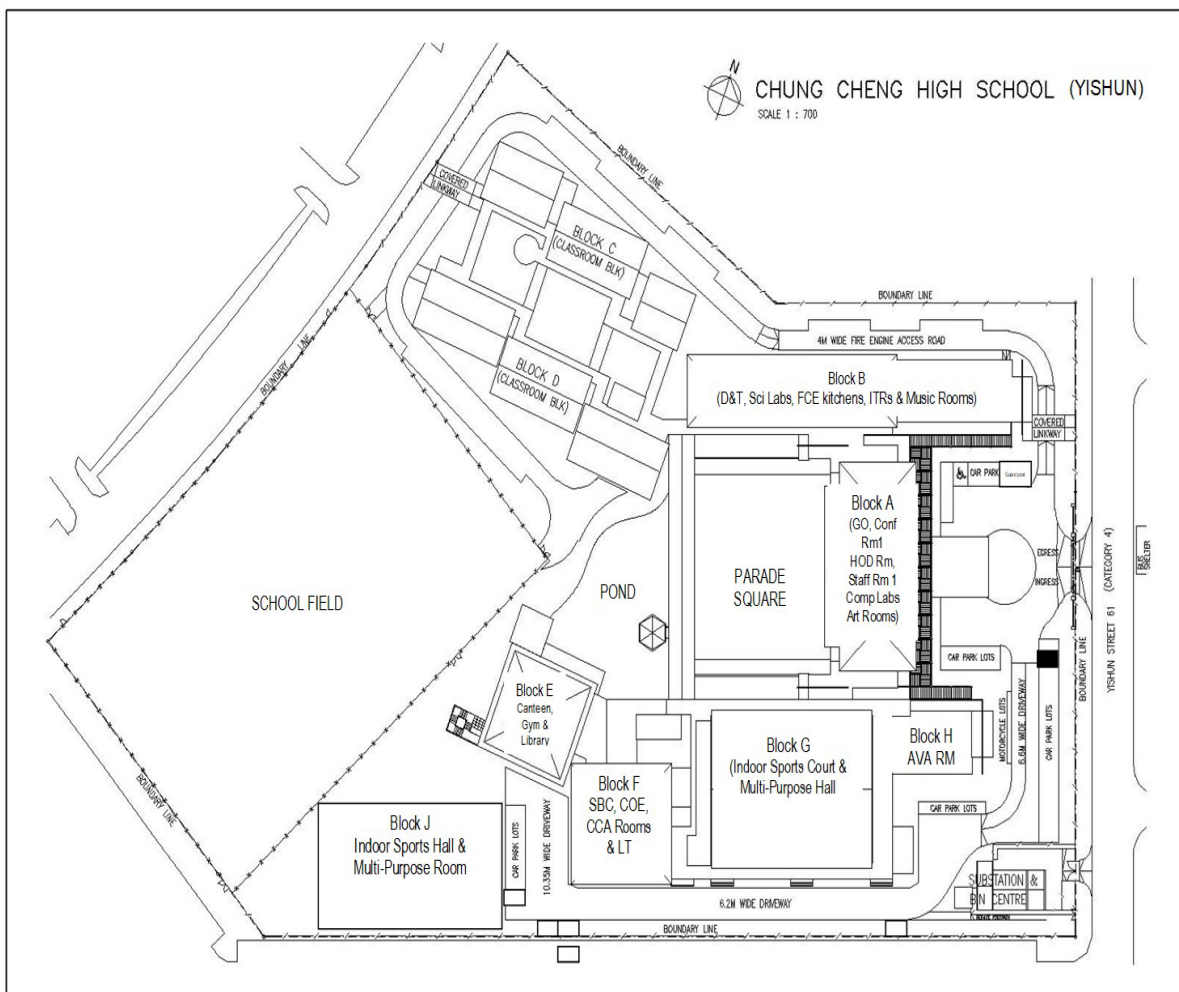 N
CHUNG CHENG HIGH SCHOOL (YISHUN)
SCALE 1 : 700
BOUNDARY LINE
COVERED
LINKWAY
BLOCK C
(CLASSROOM BLK)
BOUNDARY LINE
BOUNDARY LINE
4M WIDE FIRE ENGINE ACCESS ROAD
BLOCK D
(CLASSROOM BLK)
Block B
(D&T, Sci Labs, FCE kitchens, ITRs & Music Rooms)
COVERED
LINKWAY
CAR PARK
Guard post
Block A
(GO, Conf
Rm1
HOD Rm,
Staff Rm 1
Comp Labs
Art Rooms)
EGRESS
INGRESS
BUS
SHELTER
YISHUN STREET 61 (CATEGORY 4)
BOUNDARY LINE
SCHOOL FIELD
POND
PARADE
SQUARE
CAR PARK LOTS
MOTORCYCLE LOTS
6.6M WIDE DRIVEWAY
CAR PARK LOTS
Block E
Canteen,
Gym &
Library
Block G
(Indoor Sports Court &
Multi-Purpose Hall
Block H
AVA RM
Block F
SBC, COE,
CCA Rooms
& LT
CAR PARK LOTS
BOUNDARY LINE
Block J
Indoor Sports Hall &
Multi-Purpose Room
CAR PARK LOTS
10.35M WIDE DRIVEWAY
SUBSTATION &
BIN CENTRE
6.2M WIDE DRIVEWAY
BOUNDARY LINE